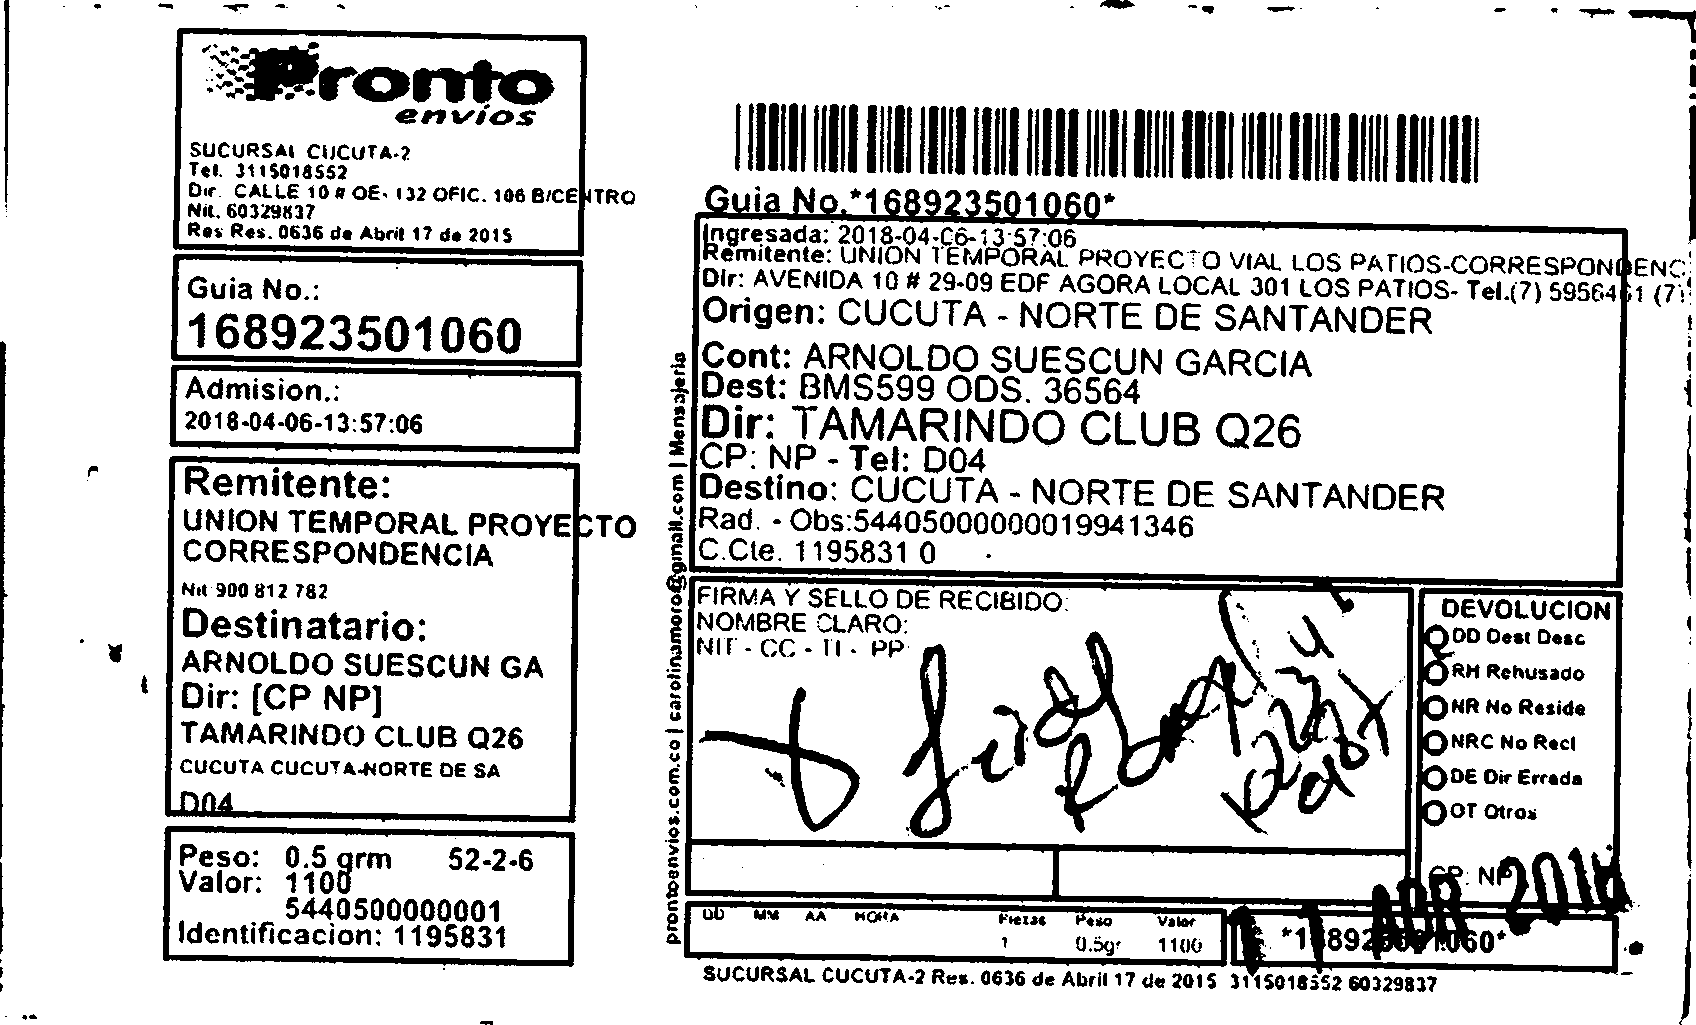 Pronto
envíos
SUCURSAL CUCUTA-2
Tel. 3115018552
Dir. CALLE 10 # OE- 132 OFIC. 106 B/CENTRO
Nit. 60329837
Res Res. 0636 de Abril 17 de 2015
Guia No.:
168923501060
Admision.:
2018-04-06-13:57:06
Remitente:
UNION TEMPORAL PROYECTO
CORRESPONDENCIA
Nit 900 812 782
Destinatario:
ARNOLDO SUESCUN GA
Dir: [CP NP]
TAMARINDO CLUB Q26
CUCUTA CUCUTA-NORTE DE SA
D04
Peso: 0.5 grm 52-2-6
Valor: 1100
5440500000001
Identificacion: 1195831
prontoenvios.com.co | carolinamoro@gmail.com | Mensajeria
Guia No.*168923501060*
Ingresada: 2018-04-06-13:57:06
Remitente: UNION TEMPORAL PROYECTO VIAL LOS PATIOS-CORRESPONDENC
Dir: AVENIDA 10 # 29-09 EDF AGORA LOCAL 301 LOS PATIOS- Tel.(7) 5956461 (7)
Origen: CUCUTA - NORTE DE SANTANDER
Cont: ARNOLDO SUESCUN GARCIA
Dest: BMS599 ODS. 36564
Dir: TAMARINDO CLUB Q26
CP: NP - Tel: D04
Destino: CUCUTA - NORTE DE SANTANDER
Rad. - Obs:54405000000019941346
C.Cte. 1195831 0
FIRMA Y SELLO DE RECIBIDO:
NOMBRE CLARO:
NIT - CC - TI - PP
DEVOLUCION
DD Dest Desc
RH Rehusado
NR No Reside
NRC No Recl
DE Dir Errada
OT Otros
CP: NP
ABR 2018
DD MM AA HORA Piezas Peso Valor
1 0.5gr 1100
*168923501060*
SUCURSAL CUCUTA-2 Res. 0636 de Abril 17 de 2015 3115018552 60329837